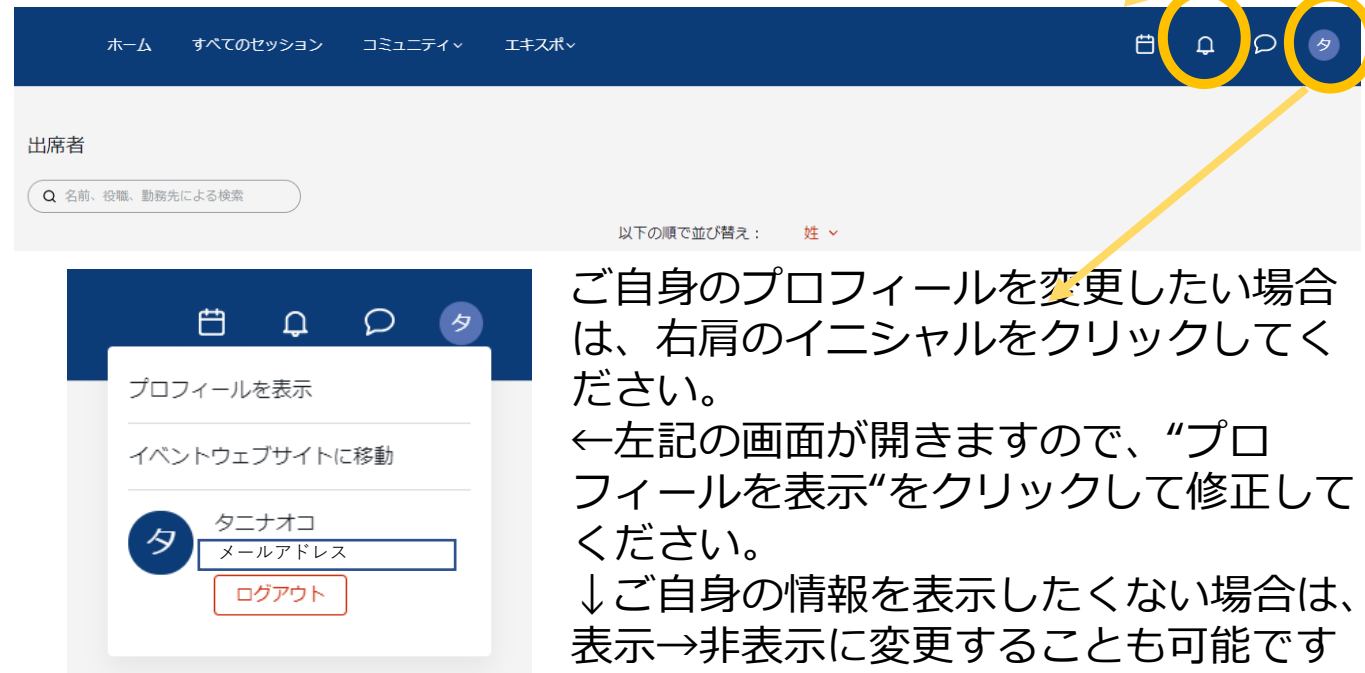 ホーム すべてのセッション コミュニティ エキスポ タ
出席者
名前、役職、勤務先による検索
以下の順で並び替え： 姓
タ
プロフィールを表示
イベントウェブサイトに移動
タ
タニナオコ
メールアドレス
ログアウト
ご自身のプロフィールを変更したい場合
は、右肩のイニシャルをクリックしてく
ださい。
←左記の画面が開きますので、“プロ
フィールを表示“をクリックして修正して
ください。
↓ご自身の情報を表示したくない場合は、
表示→非表示に変更することも可能です